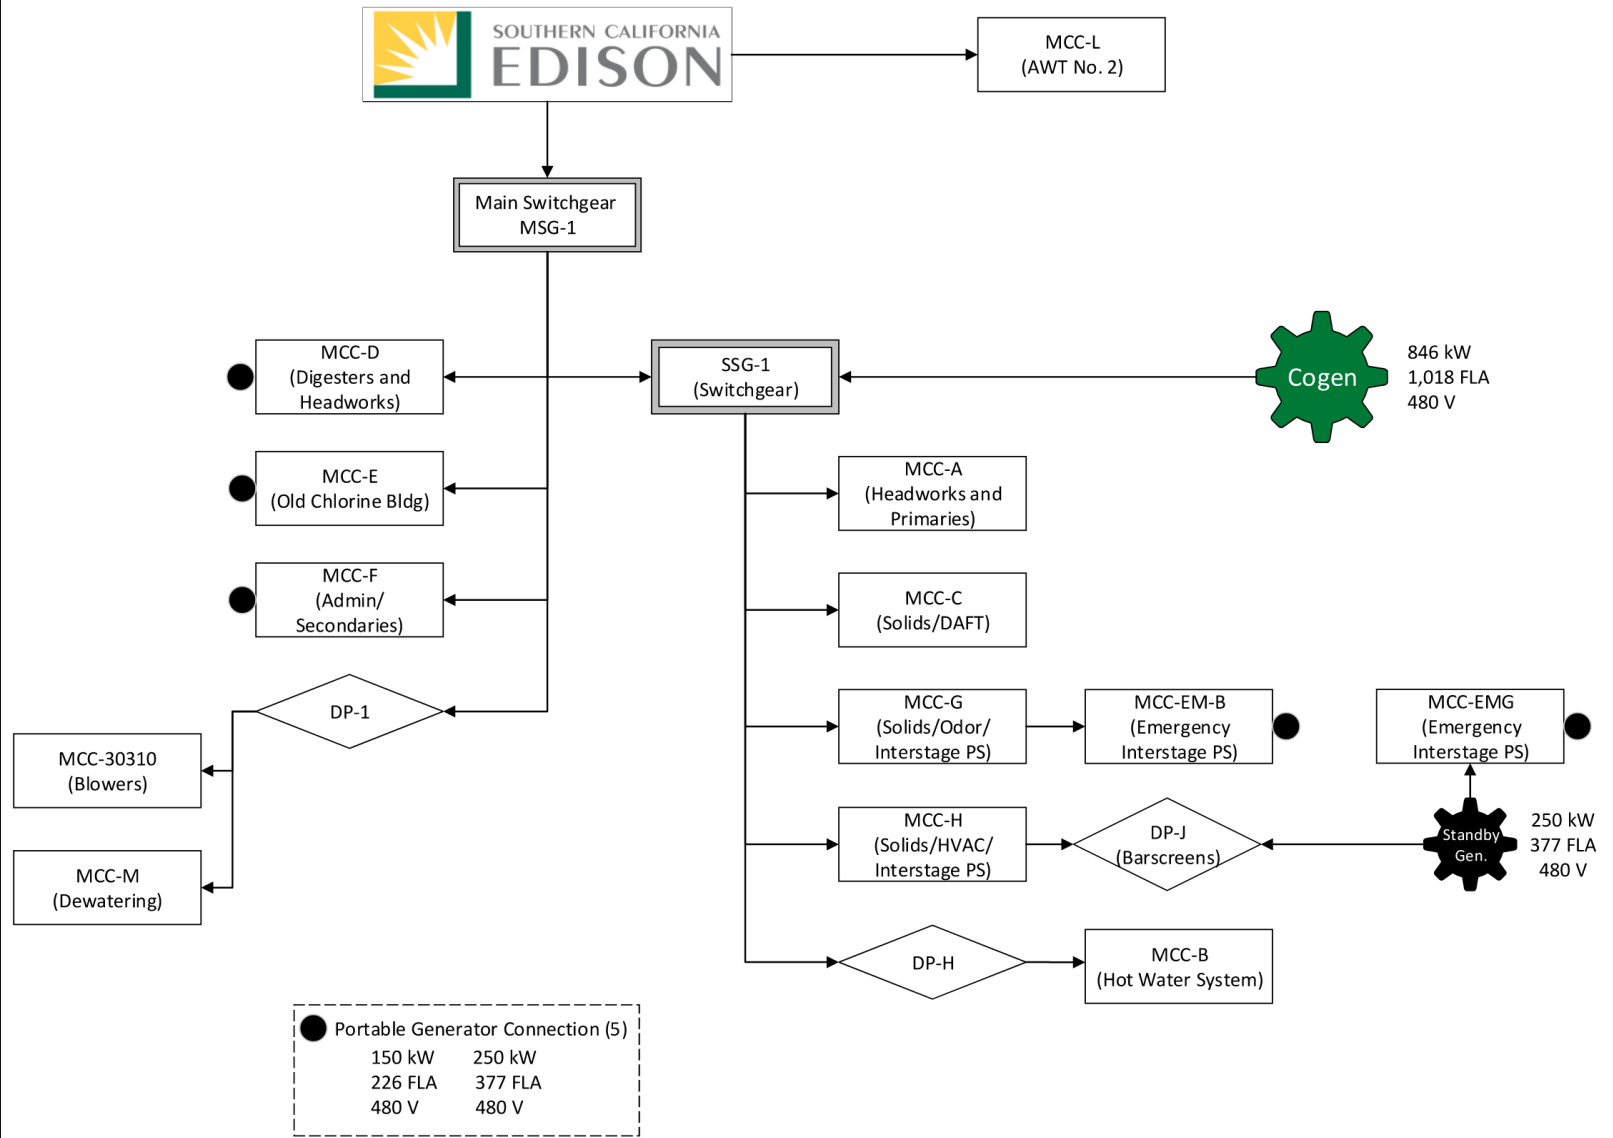 SOUTHERN CALIFORNIA
EDISON
MCC-L
(AWT No. 2)
Main Switchgear
MSG-1
MCC-D
(Digesters and
Headworks)
SSG-1
(Switchgear)
Cogen
846 kW
1,018 FLA
480 V
MCC-E
(Old Chlorine Bldg)
MCC-A
(Headworks and
Primaries)
MCC-F
(Admin/
Secondaries)
MCC-C
(Solids/DAFT)
DP-1
MCC-G
(Solids/Odor/
Interstage PS)
MCC-EM-B
(Emergency
Interstage PS)
MCC-EMG
(Emergency
Interstage PS)
MCC-30310
(Blowers)
MCC-H
(Solids/HVAC/
Interstage PS)
DP-J
(Barscreens)
Standby
Gen.
250 kW
377 FLA
480 V
MCC-M
(Dewatering)
DP-H
MCC-B
(Hot Water System)
Portable Generator Connection (5)
150 kW 250 kW
226 FLA 377 FLA
480 V 480 V